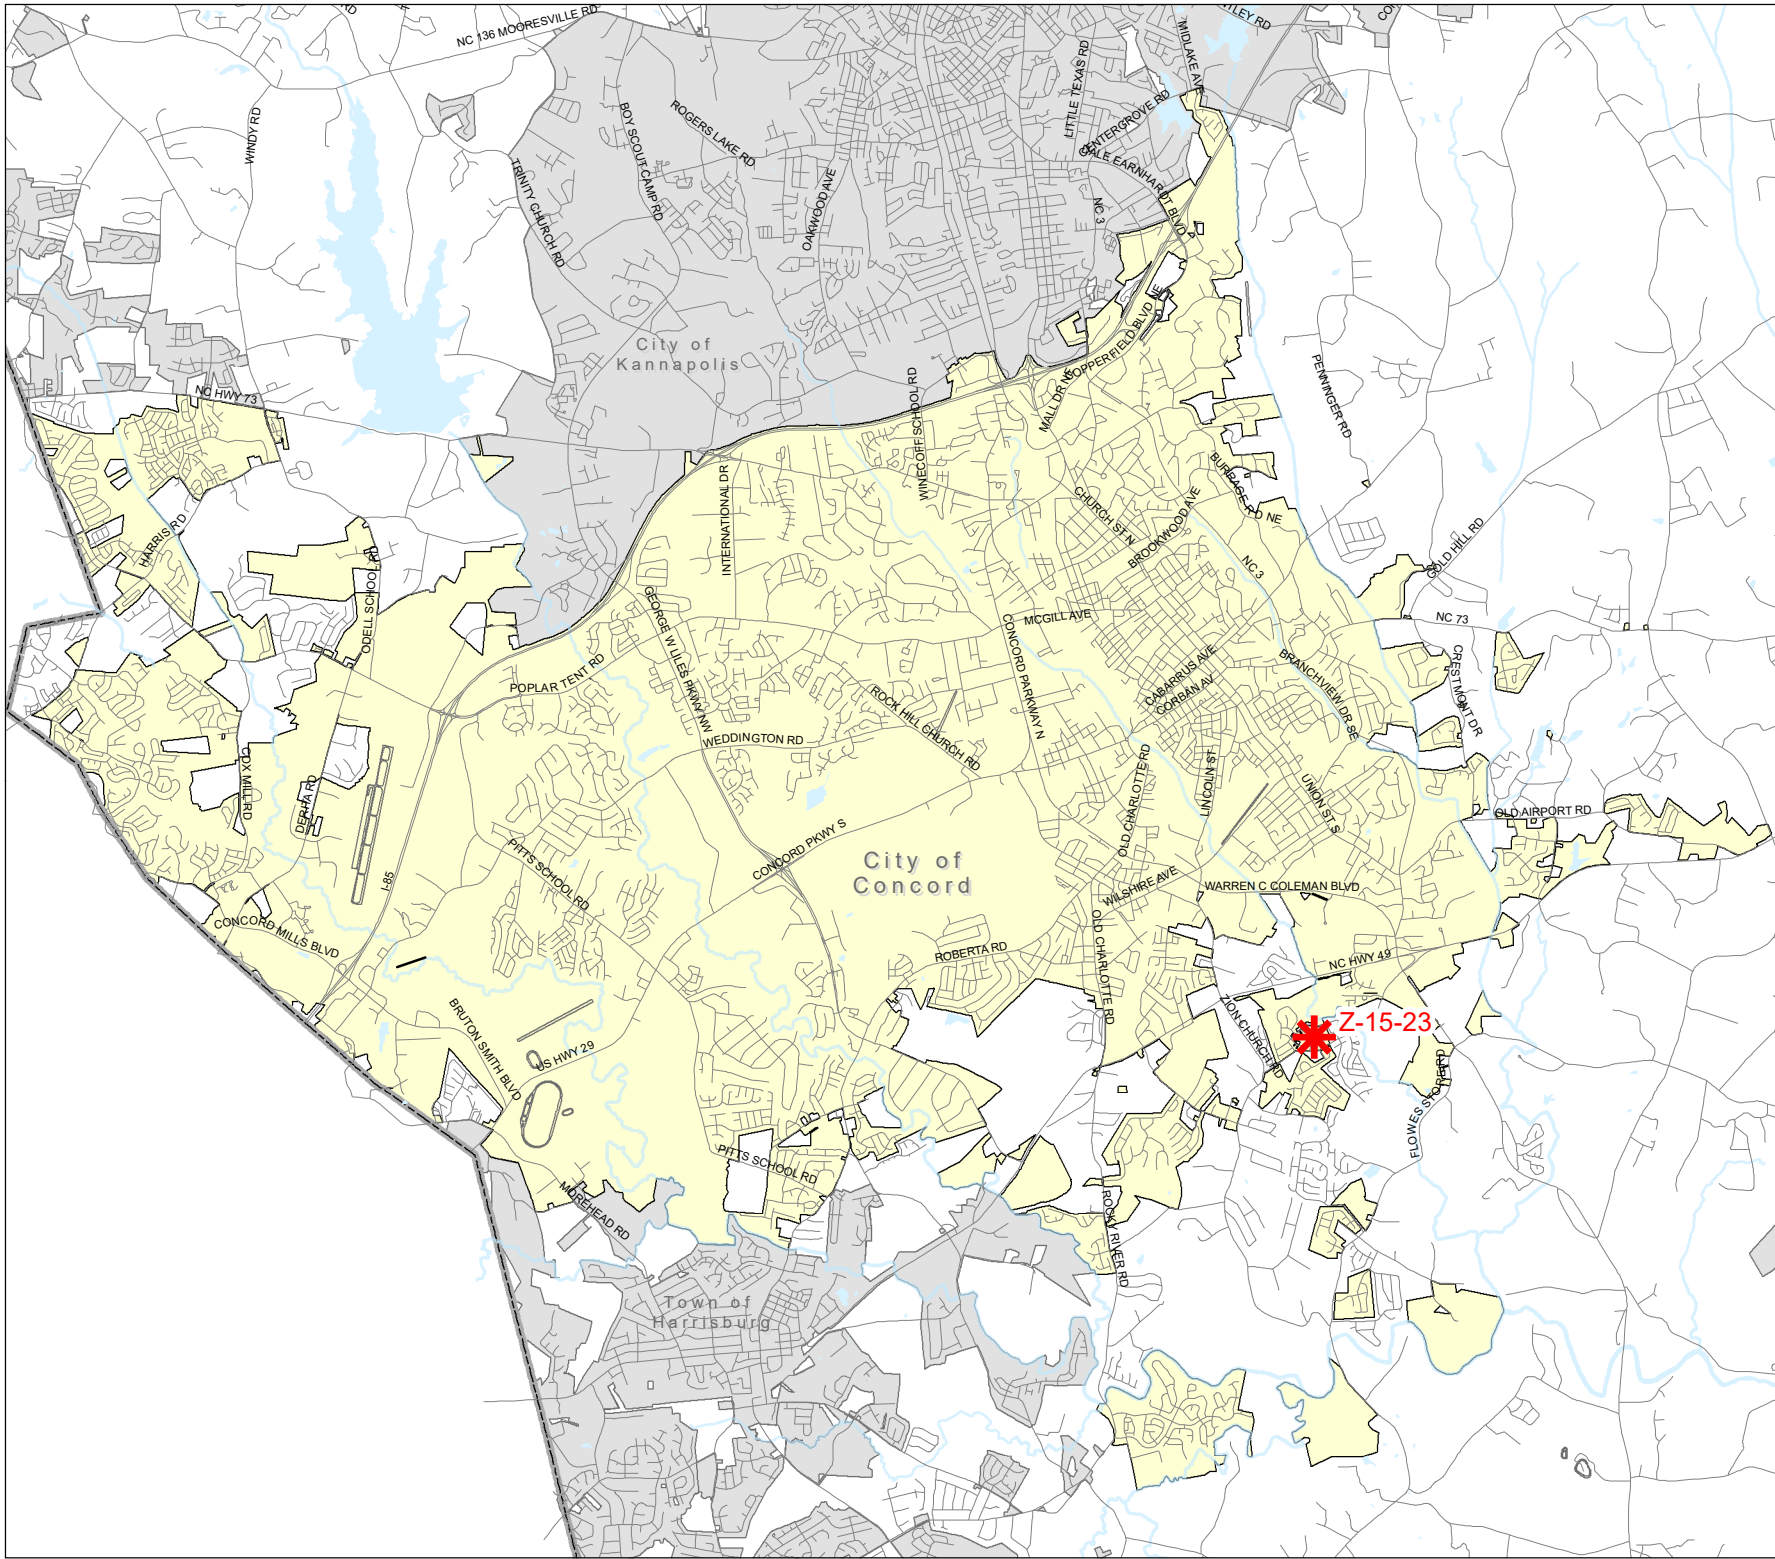 NC 136 MOORESVILLE RD
MIDLAKE AVE
LITTLE TEXAS RD
WINDY RD
BOY SCOUT CAMP RD
ROGERS LAKE RD
CENTERGROVE RD
DALE EARNHARDT BLVD
TRINITY CHURCH RD
OAKWOOD AVE
NC 3
City of
Kannapolis
COPPERFIELD BLVD NE
MALL DR NE
PENNINGER RD
NC HWY 73
WINECOFF SCHOOL RD
INTERNATIONAL DR
BURRAGE RD NE
CHURCH ST N
BROOKWOOD AVE
HARRIS RD
ODELL SCHOOL RD
GOLD HILL RD
NC 3
GEORGE W LILES PKWY NW
MCGILL AVE
NC 73
CONCORD PARKWAY N
CRESTMONT DR
POPLAR TENT RD
ROCK HILL CHURCH RD
CABARRUS AVE
CORBAN AV
BRANCHVIEW DR SE
WEDDINGTON RD
COX MILL RD
DERITA RD
OLD CHARLOTTE RD
LINCOLN ST
UNION ST S
OLD AIRPORT RD
PITTS SCHOOL RD
CONCORD PKWY S
City of
Concord
I-85
WILSHIRE AVE
WARREN C COLEMAN BLVD
CONCORD MILLS BLVD
ROBERTA RD
OLD CHARLOTTE RD
NC HWY 49
BRUTON SMITH BLVD
US HWY 29
ZION CHURCH RD
Z-15-23
FLOWES STORE RD
PITTS SCHOOL RD
MOREHEAD RD
ROCKY RIVER RD
Town of
Harrisburg